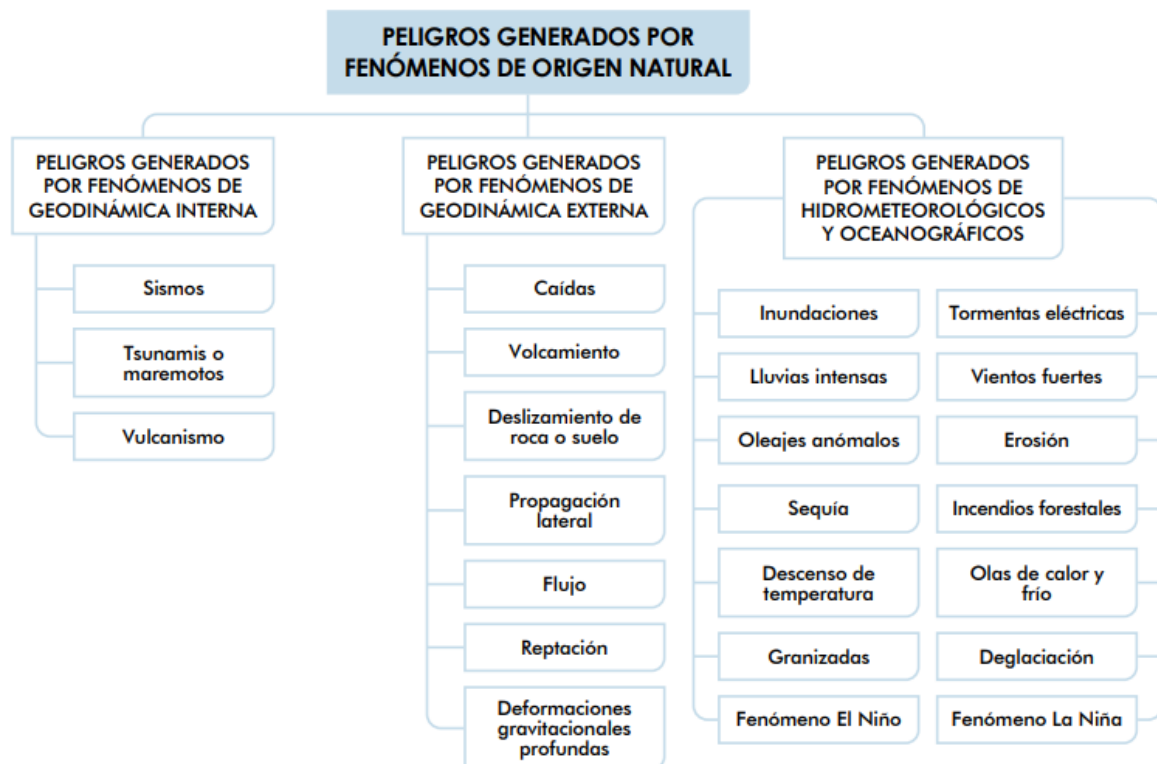 PELIGROS GENERADOS POR
FENÓMENOS DE ORIGEN NATURAL
PELIGROS GENERADOS
POR FENÓMENOS DE
GEODINÁMICA INTERNA
Sismos
Tsunamis o
maremotos
Vulcanismo
PELIGROS GENERADOS
POR FENÓMENOS DE
GEODINÁMICA EXTERNA
Caídas
Volcamiento
Deslizamiento de
roca o suelo
Propagación
lateral
Flujo
Reptación
Deformaciones
gravitacionales
profundas
PELIGROS GENERADOS
POR FENÓMENOS DE
HIDROMETEOROLÓGICOS
Y OCEANOGRÁFICOS
Inundaciones
Lluvias intensas
Oleajes anómalos
Sequía
Descenso de
temperatura
Granizadas
Fenómeno El Niño
Tormentas eléctricas
Vientos fuertes
Erosión
Incendios forestales
Olas de calor y
frío
Deglaciación
Fenómeno La Niña